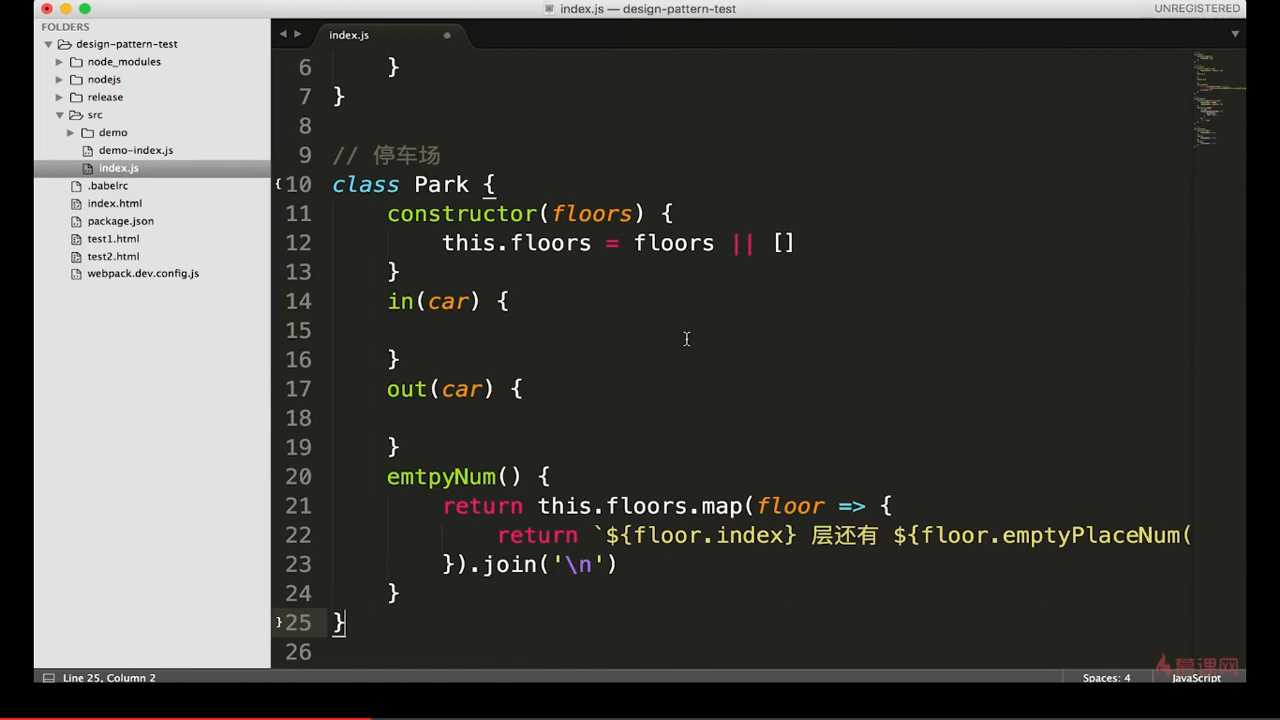 index.js — design-pattern-test
UNREGISTERED
FOLDERS
design-pattern-test
node_modules
nodejs
release
src
demo
demo-index.js
index.js
.babelrc
index.html
package.json
test1.html
test2.html
webpack.dev.config.js
index.js
6 }
7 }
8
9 // 停车场
10 class Park {
11 constructor(floors) {
12 this.floors = floors || []
13 }
14 in(car) {
15
16 }
17 out(car) {
18
19 }
20 emtpyNum() {
21 return this.floors.map(floor => {
22 return `${floor.index} 层还有 ${floor.emptyPlaceNum(
23 }).join('\n')
24 }
25 }
26
慕课网
Line 25, Column 2
Spaces: 4
JavaScript